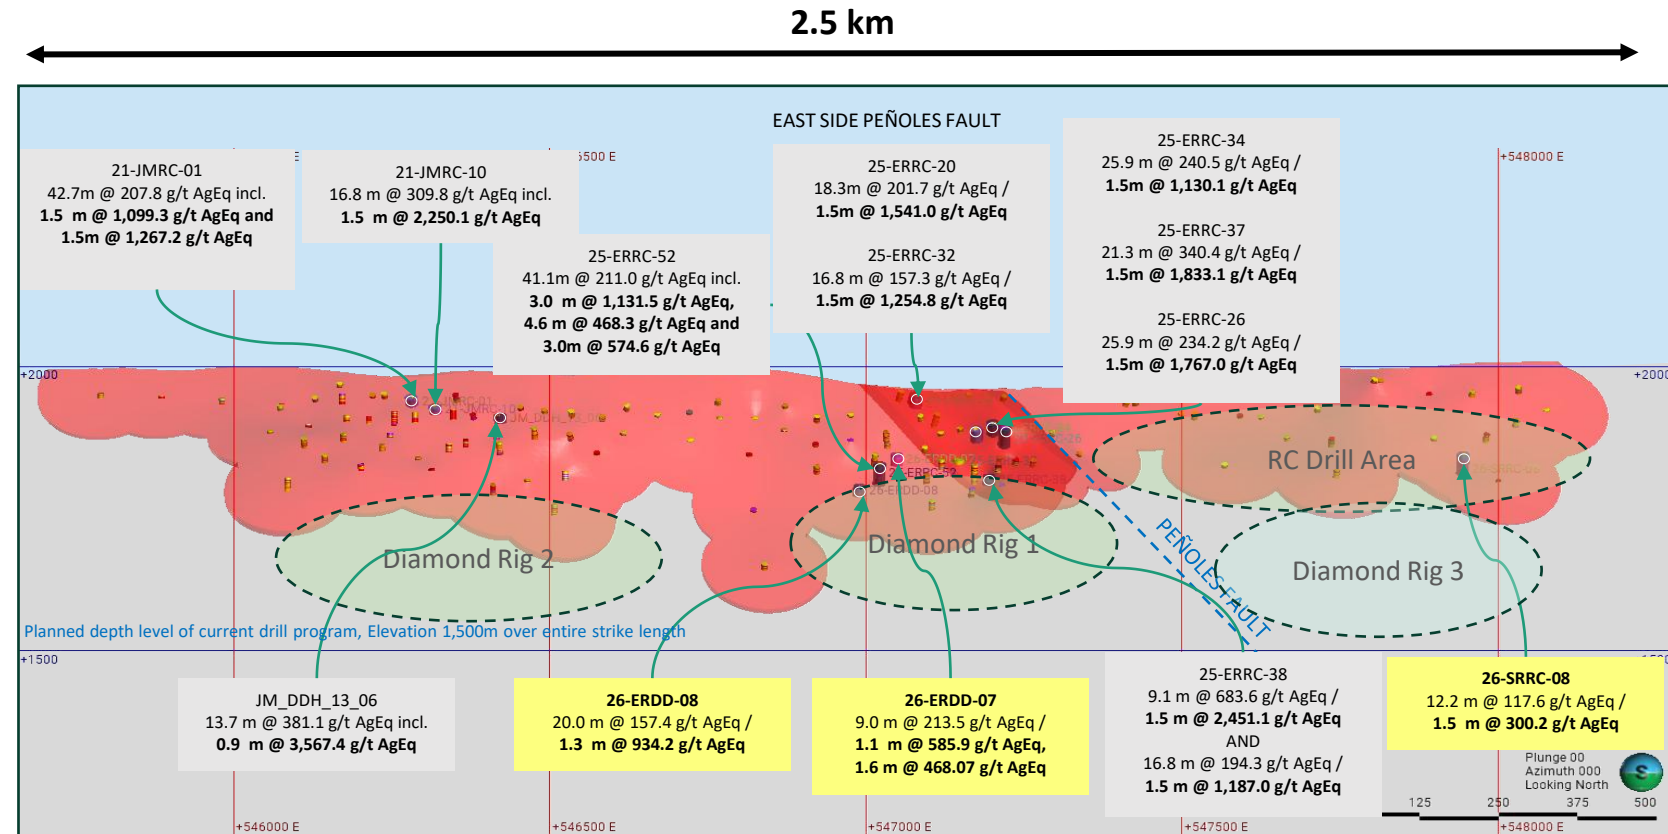 2.5 km
EAST SIDE PEÑOLES FAULT
21-JMRC-01
42.7m @ 207.8 g/t AgEq incl.
1.5 m @ 1,099.3 g/t AgEq and
1.5m @ 1,267.2 g/t AgEq
21-JMRC-10
16.8 m @ 309.8 g/t AgEq incl.
1.5 m @ 2,250.1 g/t AgEq
25-ERRC-52
41.1m @ 211.0 g/t AgEq incl.
3.0 m @ 1,131.5 g/t AgEq,
4.6 m @ 468.3 g/t AgEq and
3.0m @ 574.6 g/t AgEq
25-ERRC-20
18.3m @ 201.7 g/t AgEq /
1.5m @ 1,541.0 g/t AgEq
25-ERRC-32
16.8 m @ 157.3 g/t AgEq /
1.5m @ 1,254.8 g/t AgEq
25-ERRC-34
25.9 m @ 240.5 g/t AgEq /
1.5m @ 1,130.1 g/t AgEq
25-ERRC-37
21.3 m @ 340.4 g/t AgEq /
1.5m @ 1,833.1 g/t AgEq
25-ERRC-26
25.9 m @ 234.2 g/t AgEq /
1.5m @ 1,767.0 g/t AgEq
+548000 E
+2000
+2000
JM_DDH_13_06
26-ERDD-08
RC Drill Area
Diamond Rig 2
Diamond Rig 1
Diamond Rig 3
PEÑOLES FAULT
Planned depth level of current drill program, Elevation 1,500m over entire strike length
+1500
JM_DDH_13_06
13.7 m @ 381.1 g/t AgEq incl.
0.9 m @ 3,567.4 g/t AgEq
26-ERDD-08
20.0 m @ 157.4 g/t AgEq /
1.3 m @ 934.2 g/t AgEq
26-ERDD-07
9.0 m @ 213.5 g/t AgEq /
1.1 m @ 585.9 g/t AgEq,
1.6 m @ 468.07 g/t AgEq
25-ERRC-38
9.1 m @ 683.6 g/t AgEq /
1.5 m @ 2,451.1 g/t AgEq
AND
16.8 m @ 194.3 g/t AgEq /
1.5 m @ 1,187.0 g/t AgEq
26-SRRC-08
12.2 m @ 117.6 g/t AgEq /
1.5 m @ 300.2 g/t AgEq
Plunge 00
Azimuth 000
Looking North
S
125 250 375 500
+546000 E
+546500 E
+547000 E
+547500 E
+548000 E